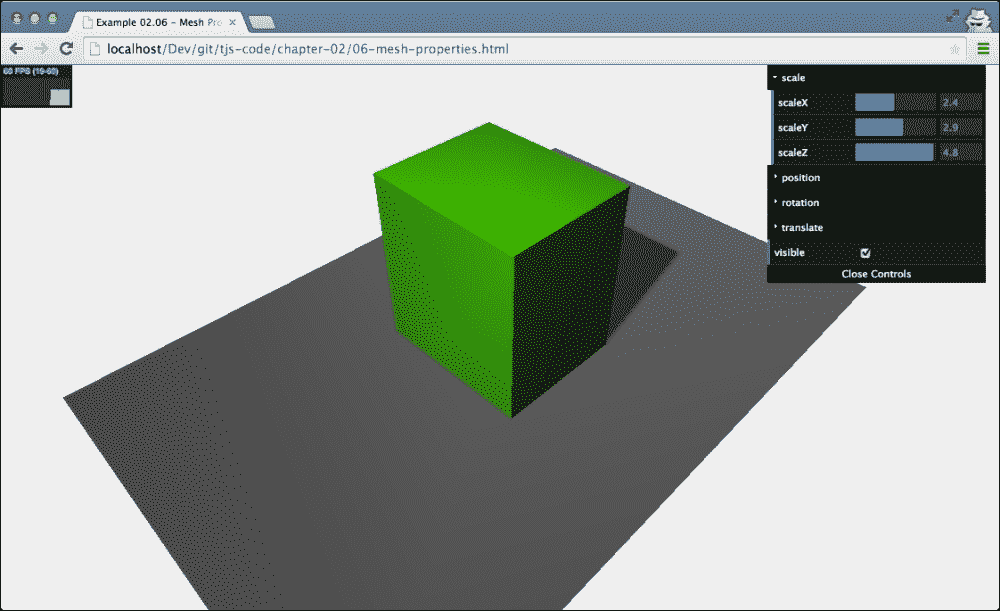 Example 02.06 - Mesh Pro
localhost/Dev/git/tjs-code/chapter-02/06-mesh-properties.html
60 FPS (19-60)
scale
scaleX 2.4
scaleY 2.9
scaleZ 4.8
position
rotation
translate
visible
Close Controls